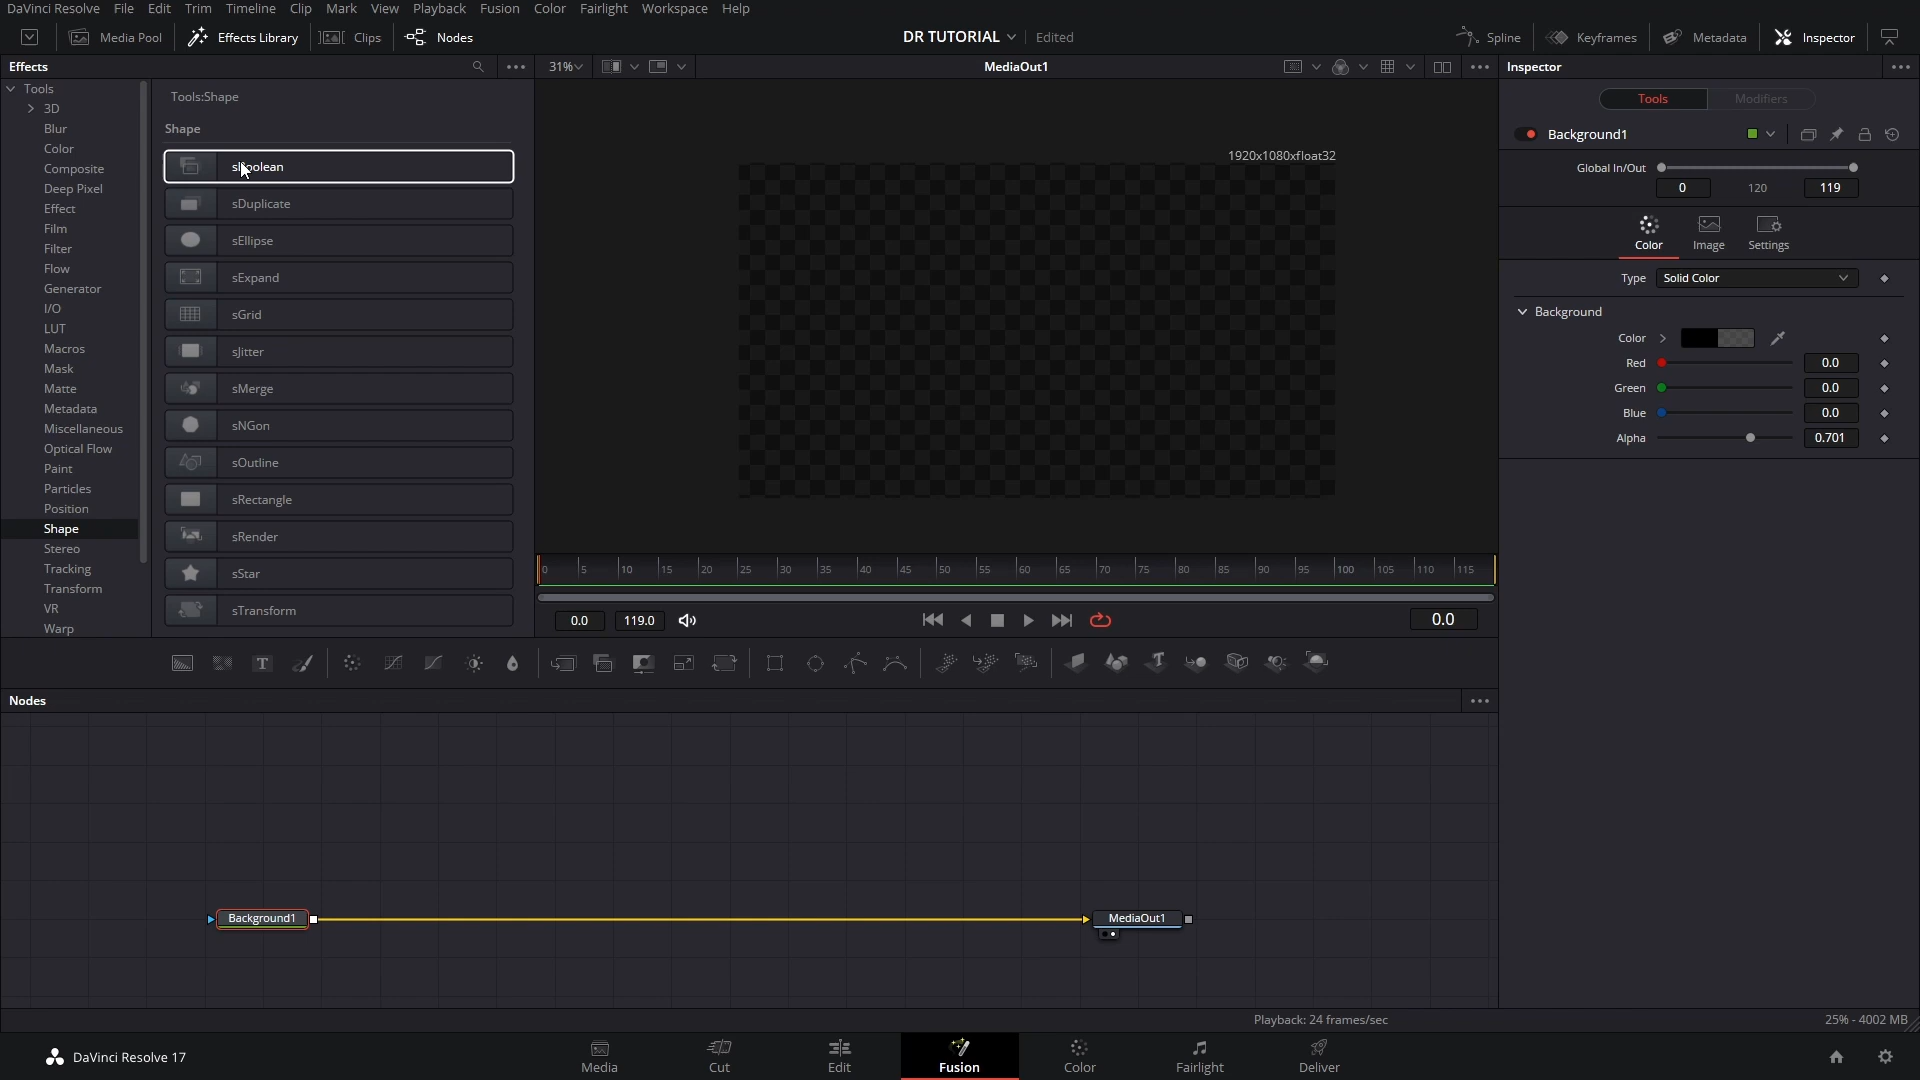 DaVinci Resolve File Edit Trim Timeline Clip Mark View Playback Fusion Color Fairlight Workspace Help
Media Pool Effects Library Clips Nodes DR TUTORIAL Edited Spline Keyframes Metadata Inspector
Effects 31% MediaOut1 Inspector
Tools
3D
Blur
Color
Composite
Deep Pixel
Effect
Film
Filter
Flow
Generator
I/O
LUT
Macros
Mask
Matte
Metadata
Miscellaneous
Optical Flow
Paint
Particles
Position
Shape
Stereo
Tracking
Transform
VR
Warp
Tools:Shape
Shape
sBoolean
sDuplicate
sEllipse
sExpand
sGrid
sJitter
sMerge
sNGon
sOutline
sRectangle
sRender
sStar
sTransform
1920x1080xfloat32
0 5 10 15 20 25 30 35 40 45 50 55 60 65 70 75 80 85 90 95 100 105 110 115
0.0 119.0 0.0
Tools Modifiers
Background1
Global In/Out
0 120 119
Color Image Settings
Type Solid Color
Background
Color
Red 0.0
Green 0.0
Blue 0.0
Alpha 0.701
T
Nodes
Background1 MediaOut1
Playback: 24 frames/sec 25% - 4002 MB
DaVinci Resolve 17 Media Cut Edit Fusion Color Fairlight Deliver